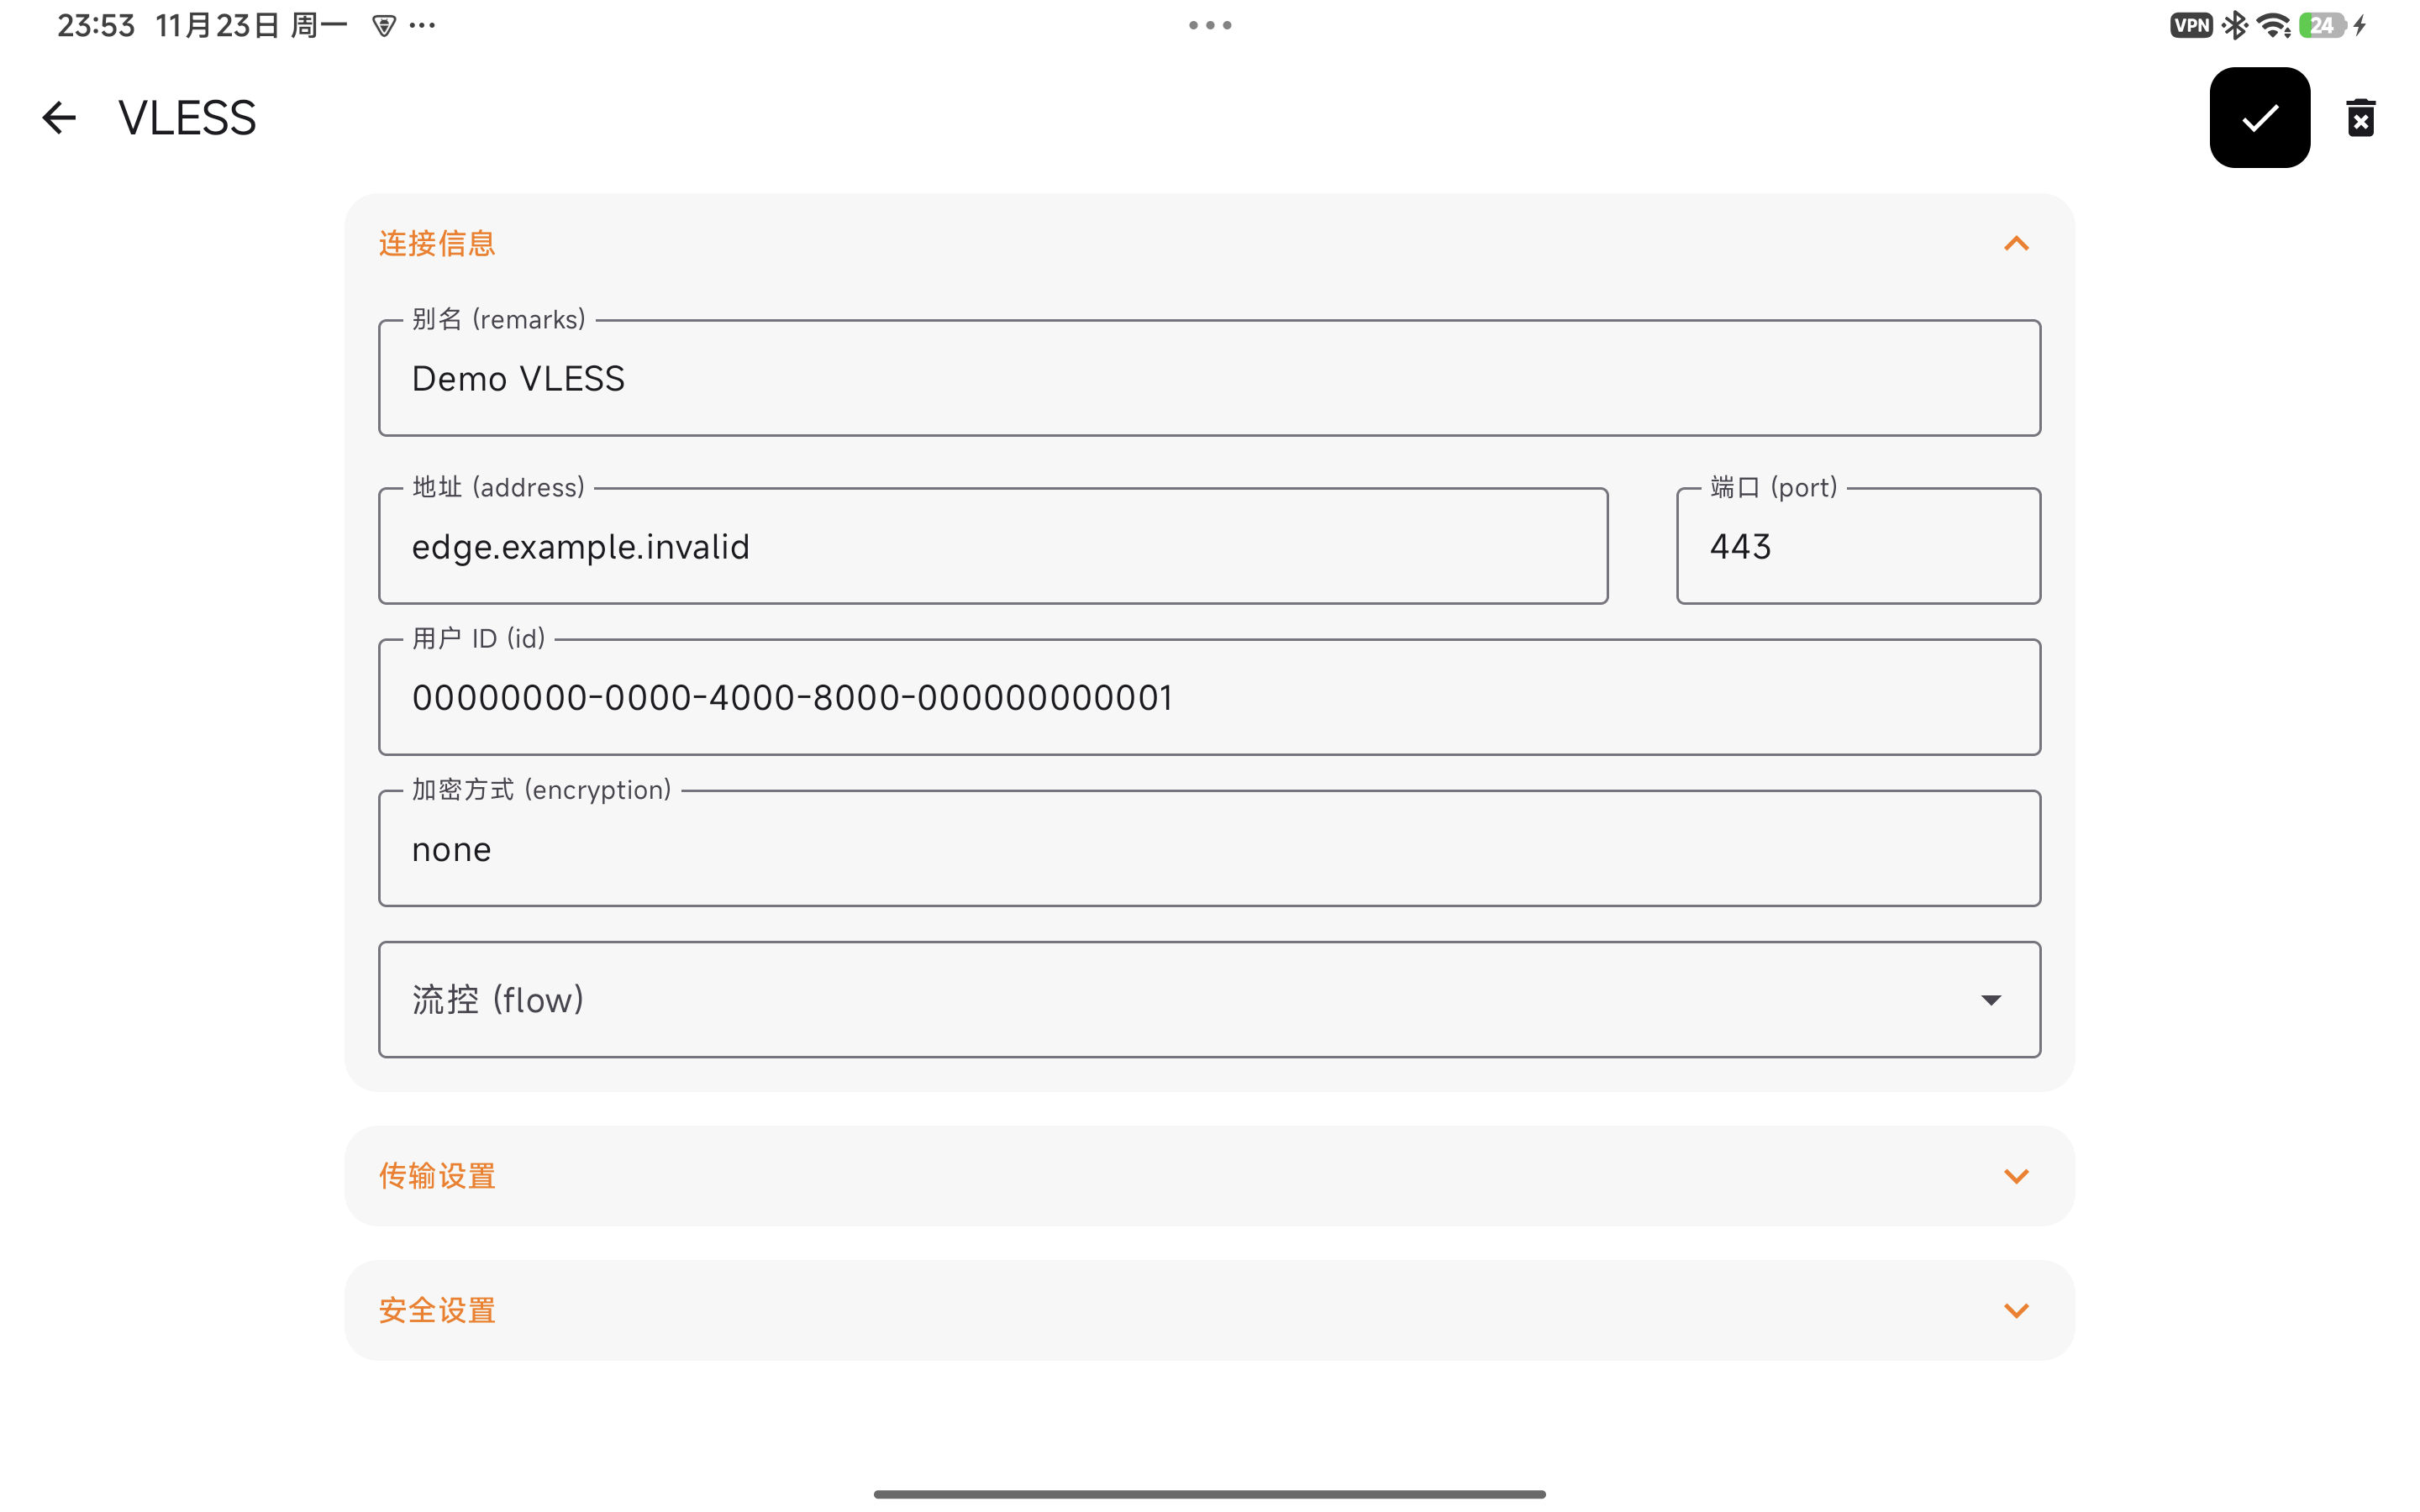 23:53 11月23日 周一
VPN 24
VLESS
连接信息
别名 (remarks)
Demo VLESS
地址 (address)
edge.example.invalid
端口 (port)
443
用户 ID (id)
00000000-0000-4000-8000-000000000001
加密方式 (encryption)
none
流控 (flow)
传输设置
安全设置